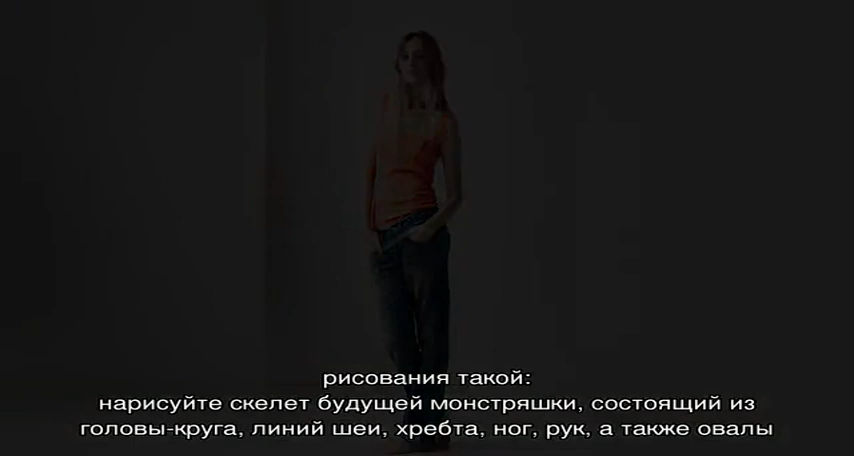 рисования такой:
нарисуйте скелет будущей монстряшки, состоящий из
головы-круга, линий шеи, хребта, ног, рук, а также овалы